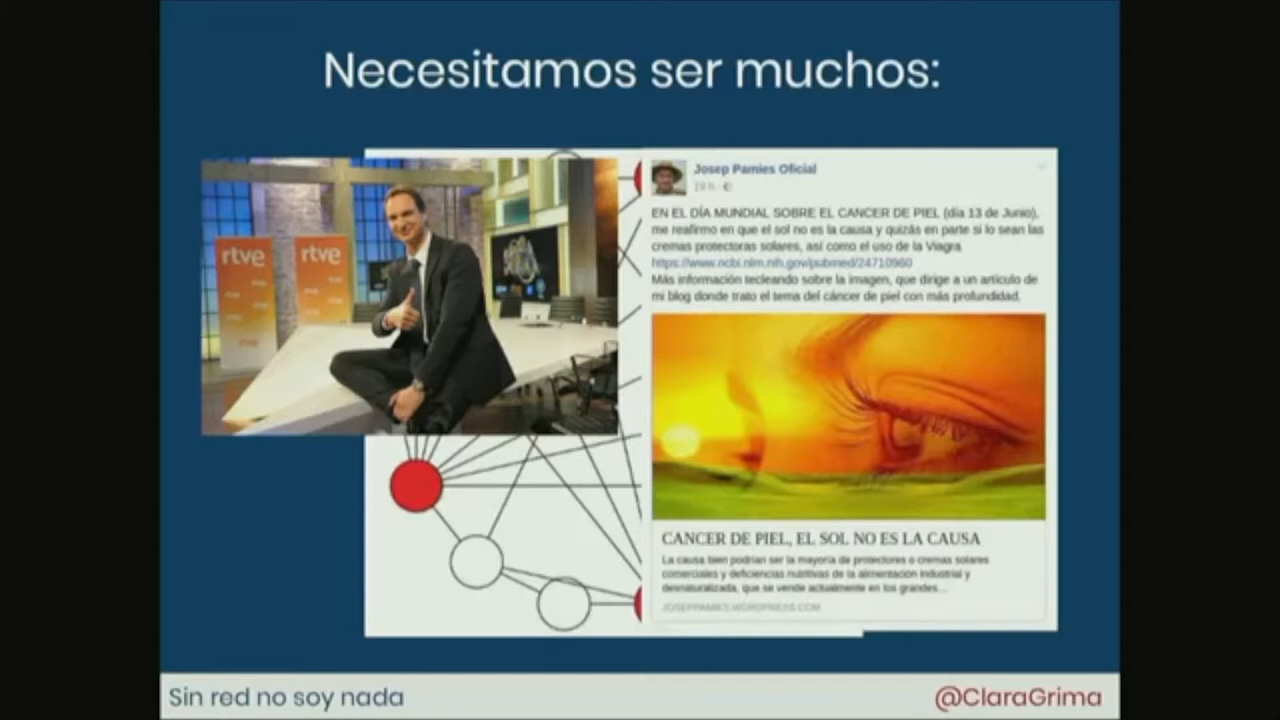 Necesitamos ser muchos:
rtve
rtve
Josep Pamies Oficial
19 h ·
EN EL DÍA MUNDIAL SOBRE EL CANCER DE PIEL (día 13 de Junio),
me reafirmo en que el sol no es la causa y quizás en parte si lo sean las
cremas protectoras solares, así como el uso de la Viagra
https://www.ncbi.nlm.nih.gov/pubmed/24710960
Más información tecleando sobre la imagen, que dirige a un artículo de
mi blog donde trato el tema del cáncer de piel con más profundidad.
CANCER DE PIEL, EL SOL NO ES LA CAUSA
La causa bien podrían ser la mayoría de protectores o cremas solares
comerciales y deficiencias nutritivas de la alimentación industrial y
desnaturalizada, que se vende actualmente en los grandes...
JOSEPPAMIES.WORDPRESS.COM
Sin red no soy nada
@ClaraGrima